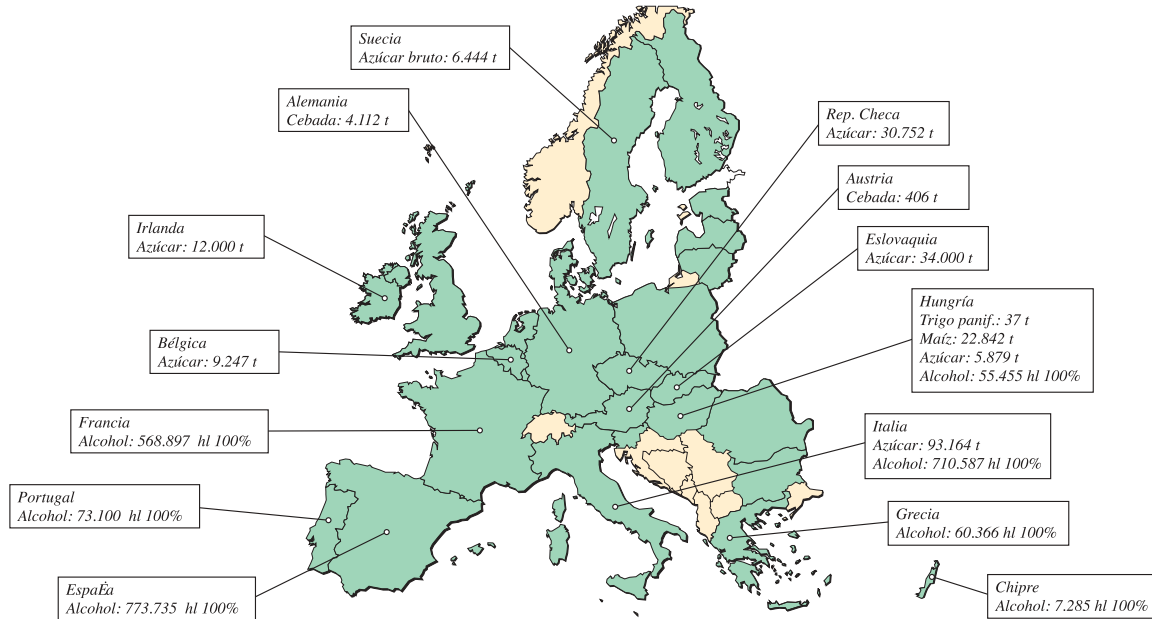 Suecia
Azúcar bruto: 6.444 t
Alemania
Cebada: 4.112 t
Rep. Checa
Azúcar: 30.752 t
Austria
Cebada: 406 t
Irlanda
Azúcar: 12.000 t
Eslovaquia
Azúcar: 34.000 t
Hungría
Trigo panif.: 37 t
Maíz: 22.842 t
Azúcar: 5.879 t
Alcohol: 55.455 hl 100%
Bélgica
Azúcar: 9.247 t
Francia
Alcohol: 568.897 hl 100%
Italia
Azúcar: 93.164 t
Alcohol: 710.587 hl 100%
Portugal
Alcohol: 73.100 hl 100%
Grecia
Alcohol: 60.366 hl 100%
EspaĖa
Alcohol: 773.735 hl 100%
Chipre
Alcohol: 7.285 hl 100%